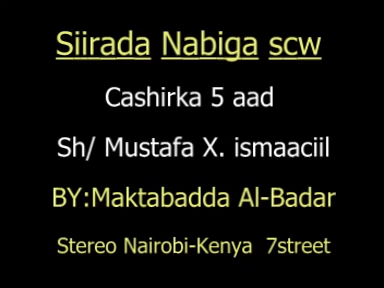 Siirada Nabiga scw
Cashirka 5 aad
Sh/ Mustafa X. ismaaciil
BY:Maktabadda Al-Badar
Stereo Nairobi-Kenya 7street